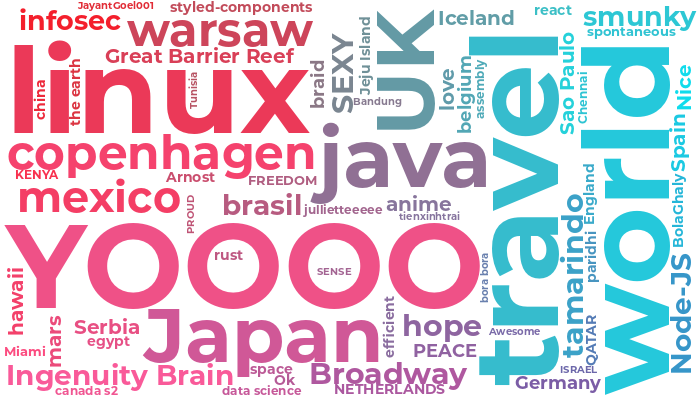 JayantGoel001
styled-components
infosec
warsaw
Iceland
react
smunky
spontaneous
linux
Great Barrier Reef
china
the earth
Tunisia
braid
SEXY
Jeju Island
Bandung
UK
love
belgium
assembly
travel
Sao Paulo
Chennai
world
Nice
Spain
BolaGhaly
copenhagen
KENYA
Arnost
FREEDOM
java
mexico
PROUD
brasil
jullietteeeee
anime
tienxinhtrai
England
paridhi
tamarindo
YOOOO
rust
SENSE
bora bora
Node-JS
hawaii
mars
Serbia
egypt
Miami
Japan
efficient
hope
PEACE
Awesome
QATAR
ISRAEL
Ingenuity Brain
space
Ok
Broadway
Germany
canada s2
data science
NETHERLANDS